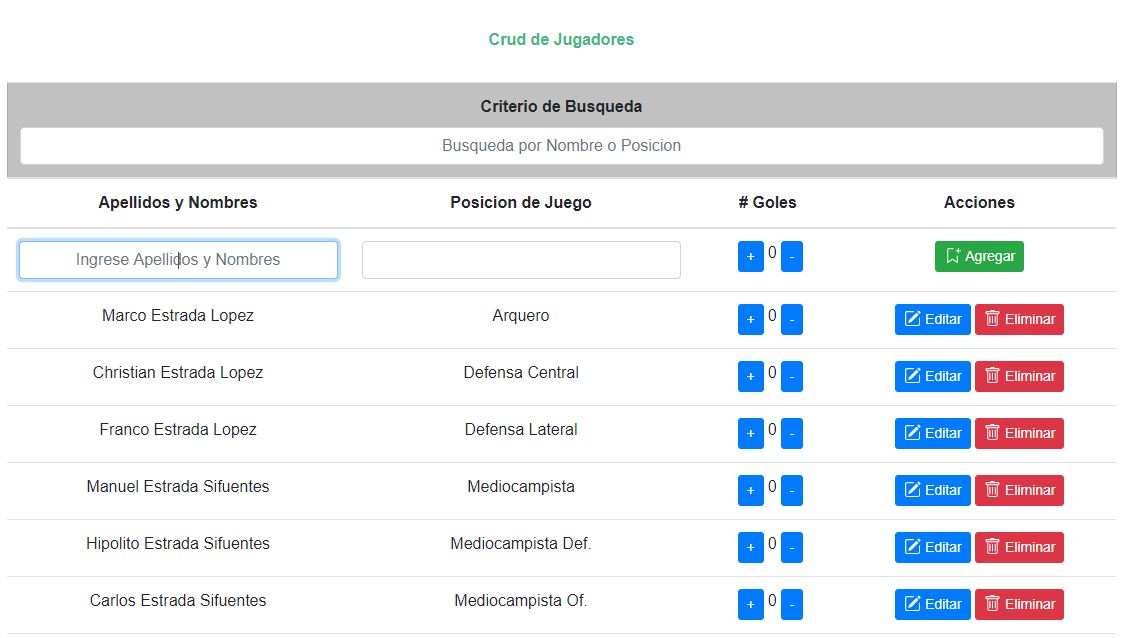 Crud de Jugadores
Criterio de Busqueda
Busqueda por Nombre o Posicion
Apellidos y Nombres Posicion de Juego # Goles Acciones
Ingrese Apellidos y Nombres + 0 - Agregar
Marco Estrada Lopez Arquero + 0 - Editar Eliminar
Christian Estrada Lopez Defensa Central + 0 - Editar Eliminar
Franco Estrada Lopez Defensa Lateral + 0 - Editar Eliminar
Manuel Estrada Sifuentes Mediocampista + 0 - Editar Eliminar
Hipolito Estrada Sifuentes Mediocampista Def. + 0 - Editar Eliminar
Carlos Estrada Sifuentes Mediocampista Of. + 0 - Editar Eliminar